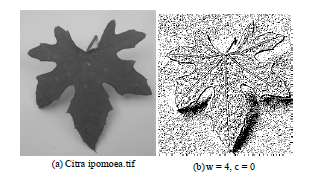 (a) Citra ipomoea.tif
(b) w = 4, c = 0